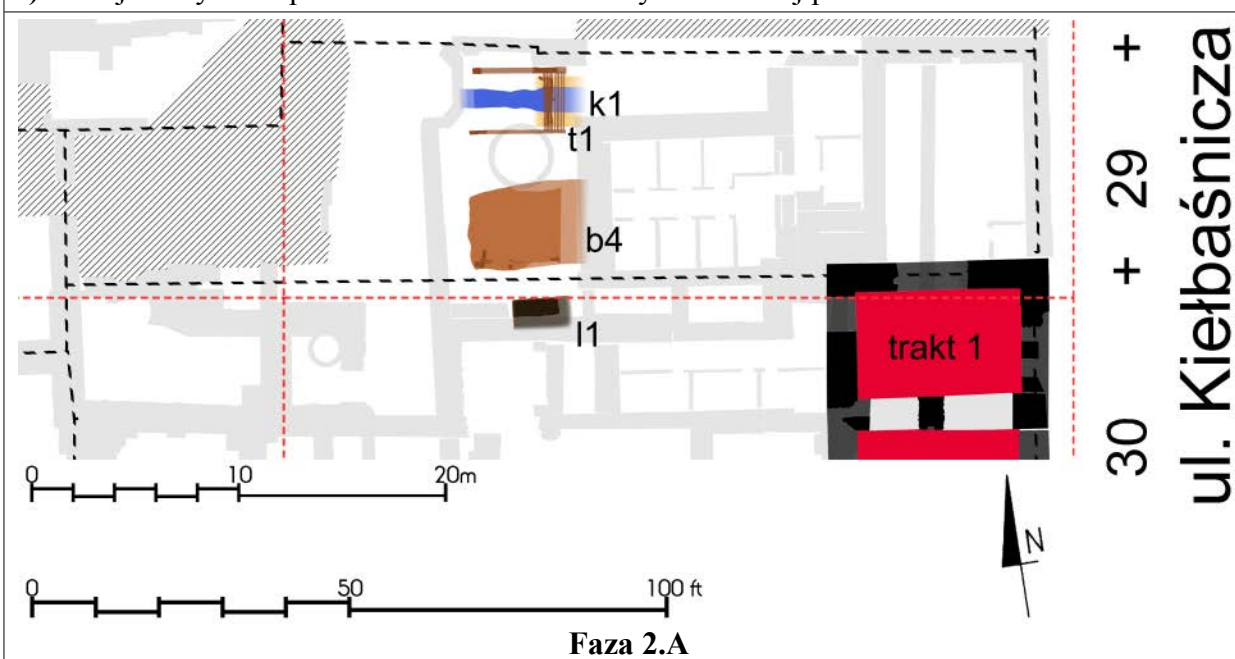 k1
t1
b4
l1
trakt 1
+
29
+
30
ul. Kiełbaśnicza
0 10 20m
N
0 50 100 ft
Faza 2.A